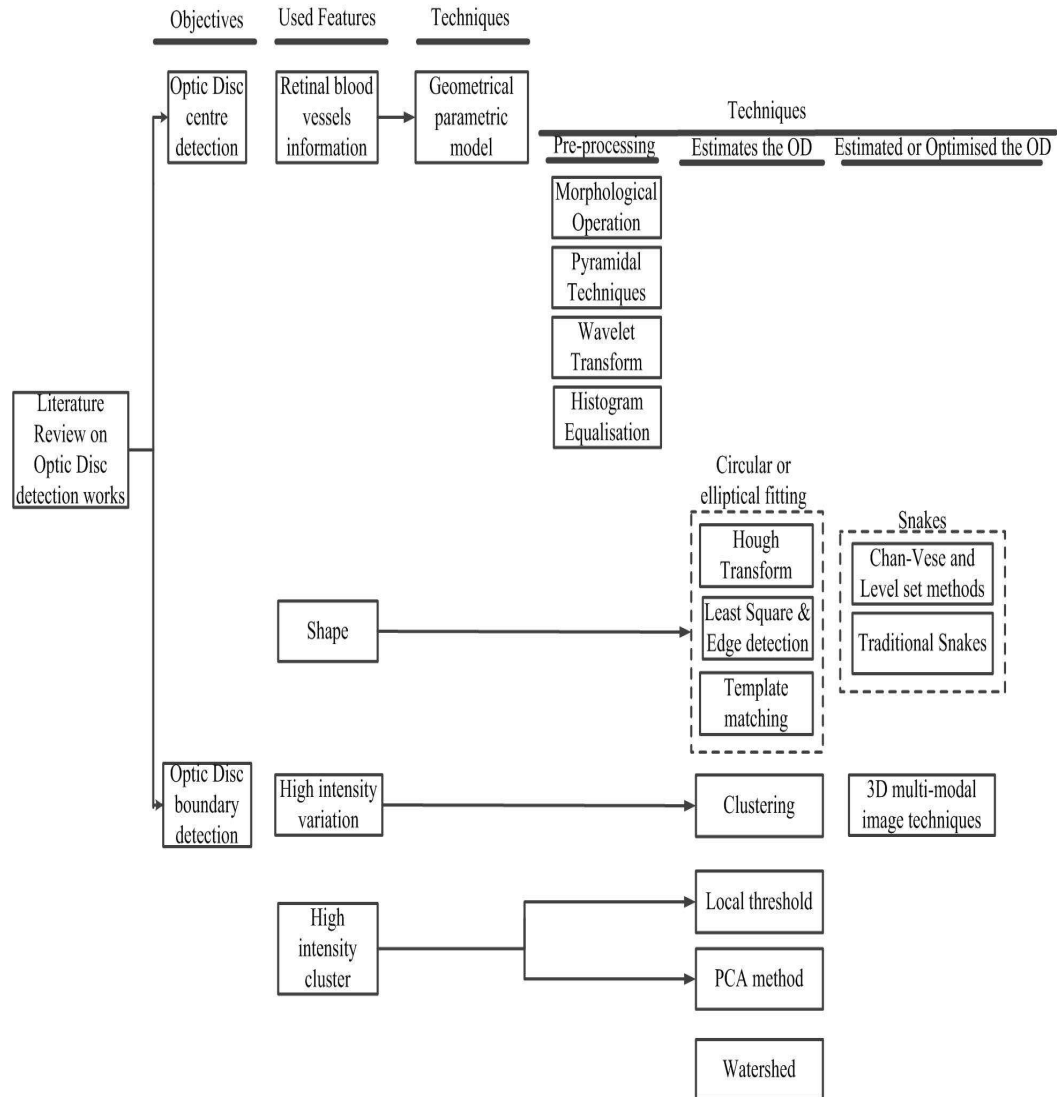 Objectives
Used Features
Techniques
Optic Disc
centre
detection
Retinal blood
vessels
information
Geometrical
parametric
model
Techniques
Pre-processing
Estimates the OD
Estimated or Optimised the OD
Morphological
Operation
Pyramidal
Techniques
Wavelet
Transform
Histogram
Equalisation
Literature
Review on
Optic Disc
detection works
Circular or
elliptical fitting
Snakes
Hough
Transform
Chan-Vese and
Level set methods
Shape
Least Square &
Edge detection
Traditional Snakes
Template
matching
Optic Disc
boundary
detection
High intensity
variation
Clustering
3D multi-modal
image techniques
High
intensity
cluster
Local threshold
PCA method
Watershed